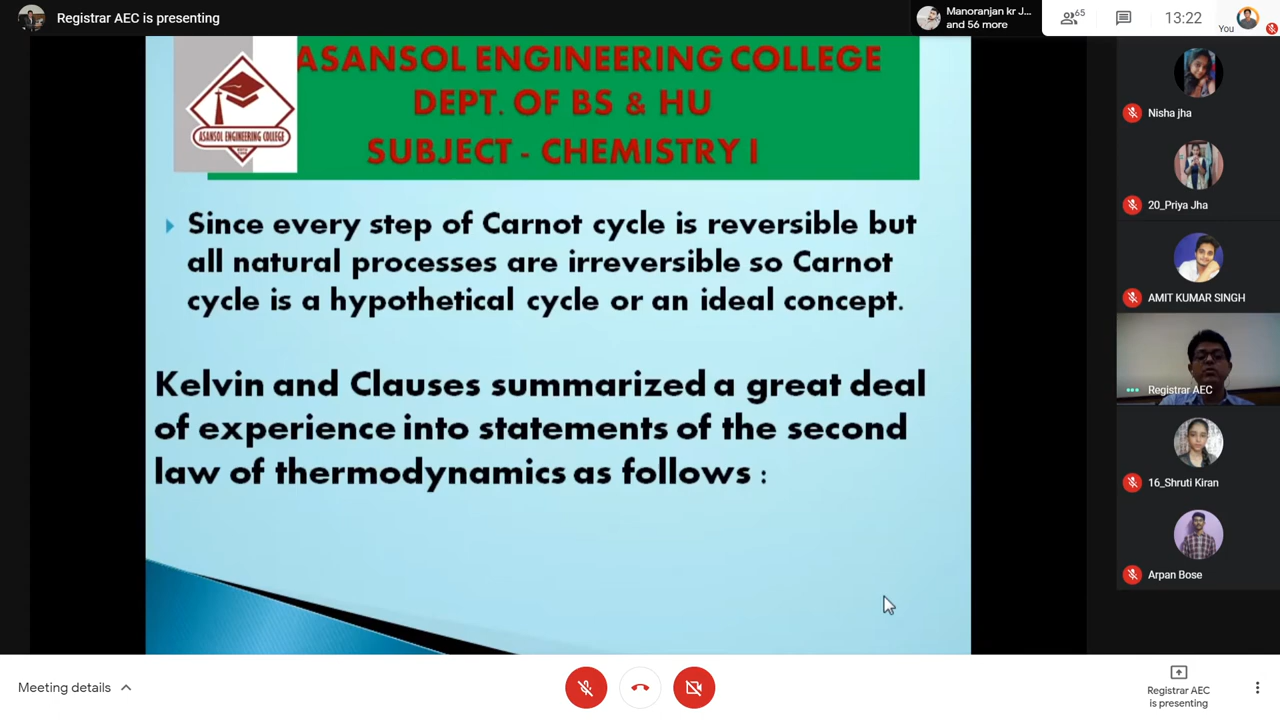 Registrar AEC is presenting
Manoranjan kr J...
and 56 more
65
13:22
You
ASANSOL ENGINEERING COLLEGE
DEPT. OF BS & HU
SUBJECT - CHEMISTRY I
ASANSOL ENGINEERING COLLEGE
Since every step of Carnot cycle is reversible but
all natural processes are irreversible so Carnot
cycle is a hypothetical cycle or an ideal concept.
Kelvin and Clauses summarized a great deal
of experience into statements of the second
law of thermodynamics as follows :
Nisha jha
20_Priya Jha
AMIT KUMAR SINGH
Registrar AEC
16_Shruti Kiran
Arpan Bose
Meeting details
Registrar AEC
is presenting